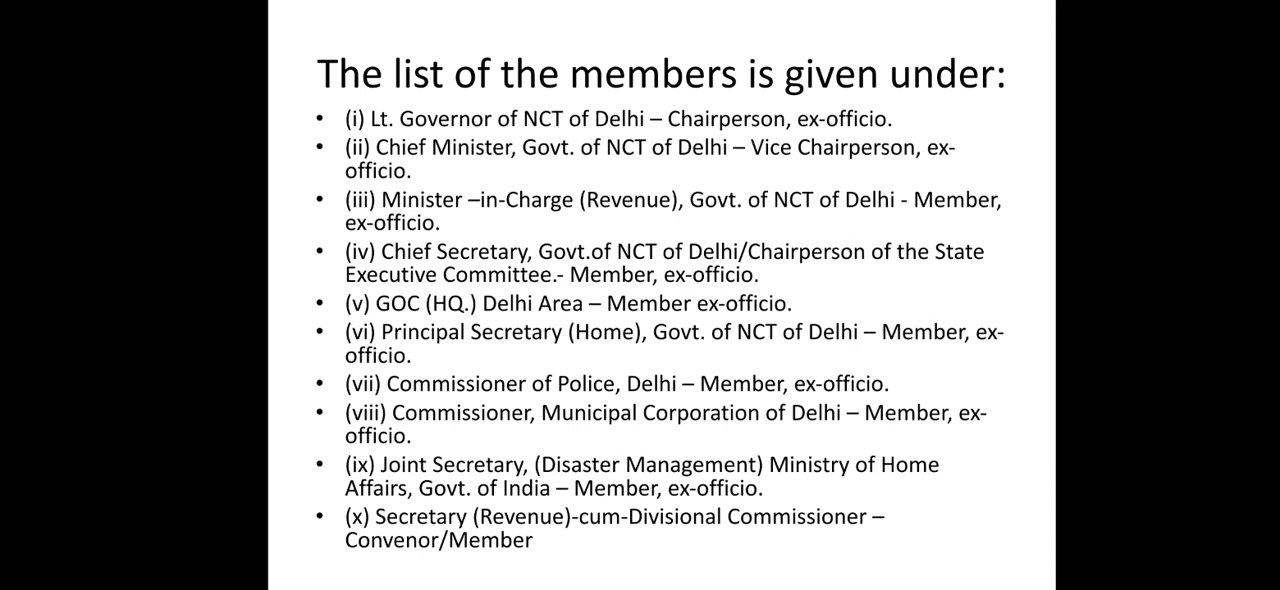 The list of the members is given under:
• (i) Lt. Governor of NCT of Delhi – Chairperson, ex-officio.
• (ii) Chief Minister, Govt. of NCT of Delhi – Vice Chairperson, ex-
officio.
• (iii) Minister –in-Charge (Revenue), Govt. of NCT of Delhi - Member,
ex-officio.
• (iv) Chief Secretary, Govt.of NCT of Delhi/Chairperson of the State
Executive Committee.- Member, ex-officio.
• (v) GOC (HQ.) Delhi Area – Member ex-officio.
• (vi) Principal Secretary (Home), Govt. of NCT of Delhi – Member, ex-
officio.
• (vii) Commissioner of Police, Delhi – Member, ex-officio.
• (viii) Commissioner, Municipal Corporation of Delhi – Member, ex-
officio.
• (ix) Joint Secretary, (Disaster Management) Ministry of Home
Affairs, Govt. of India – Member, ex-officio.
• (x) Secretary (Revenue)-cum-Divisional Commissioner –
Convenor/Member